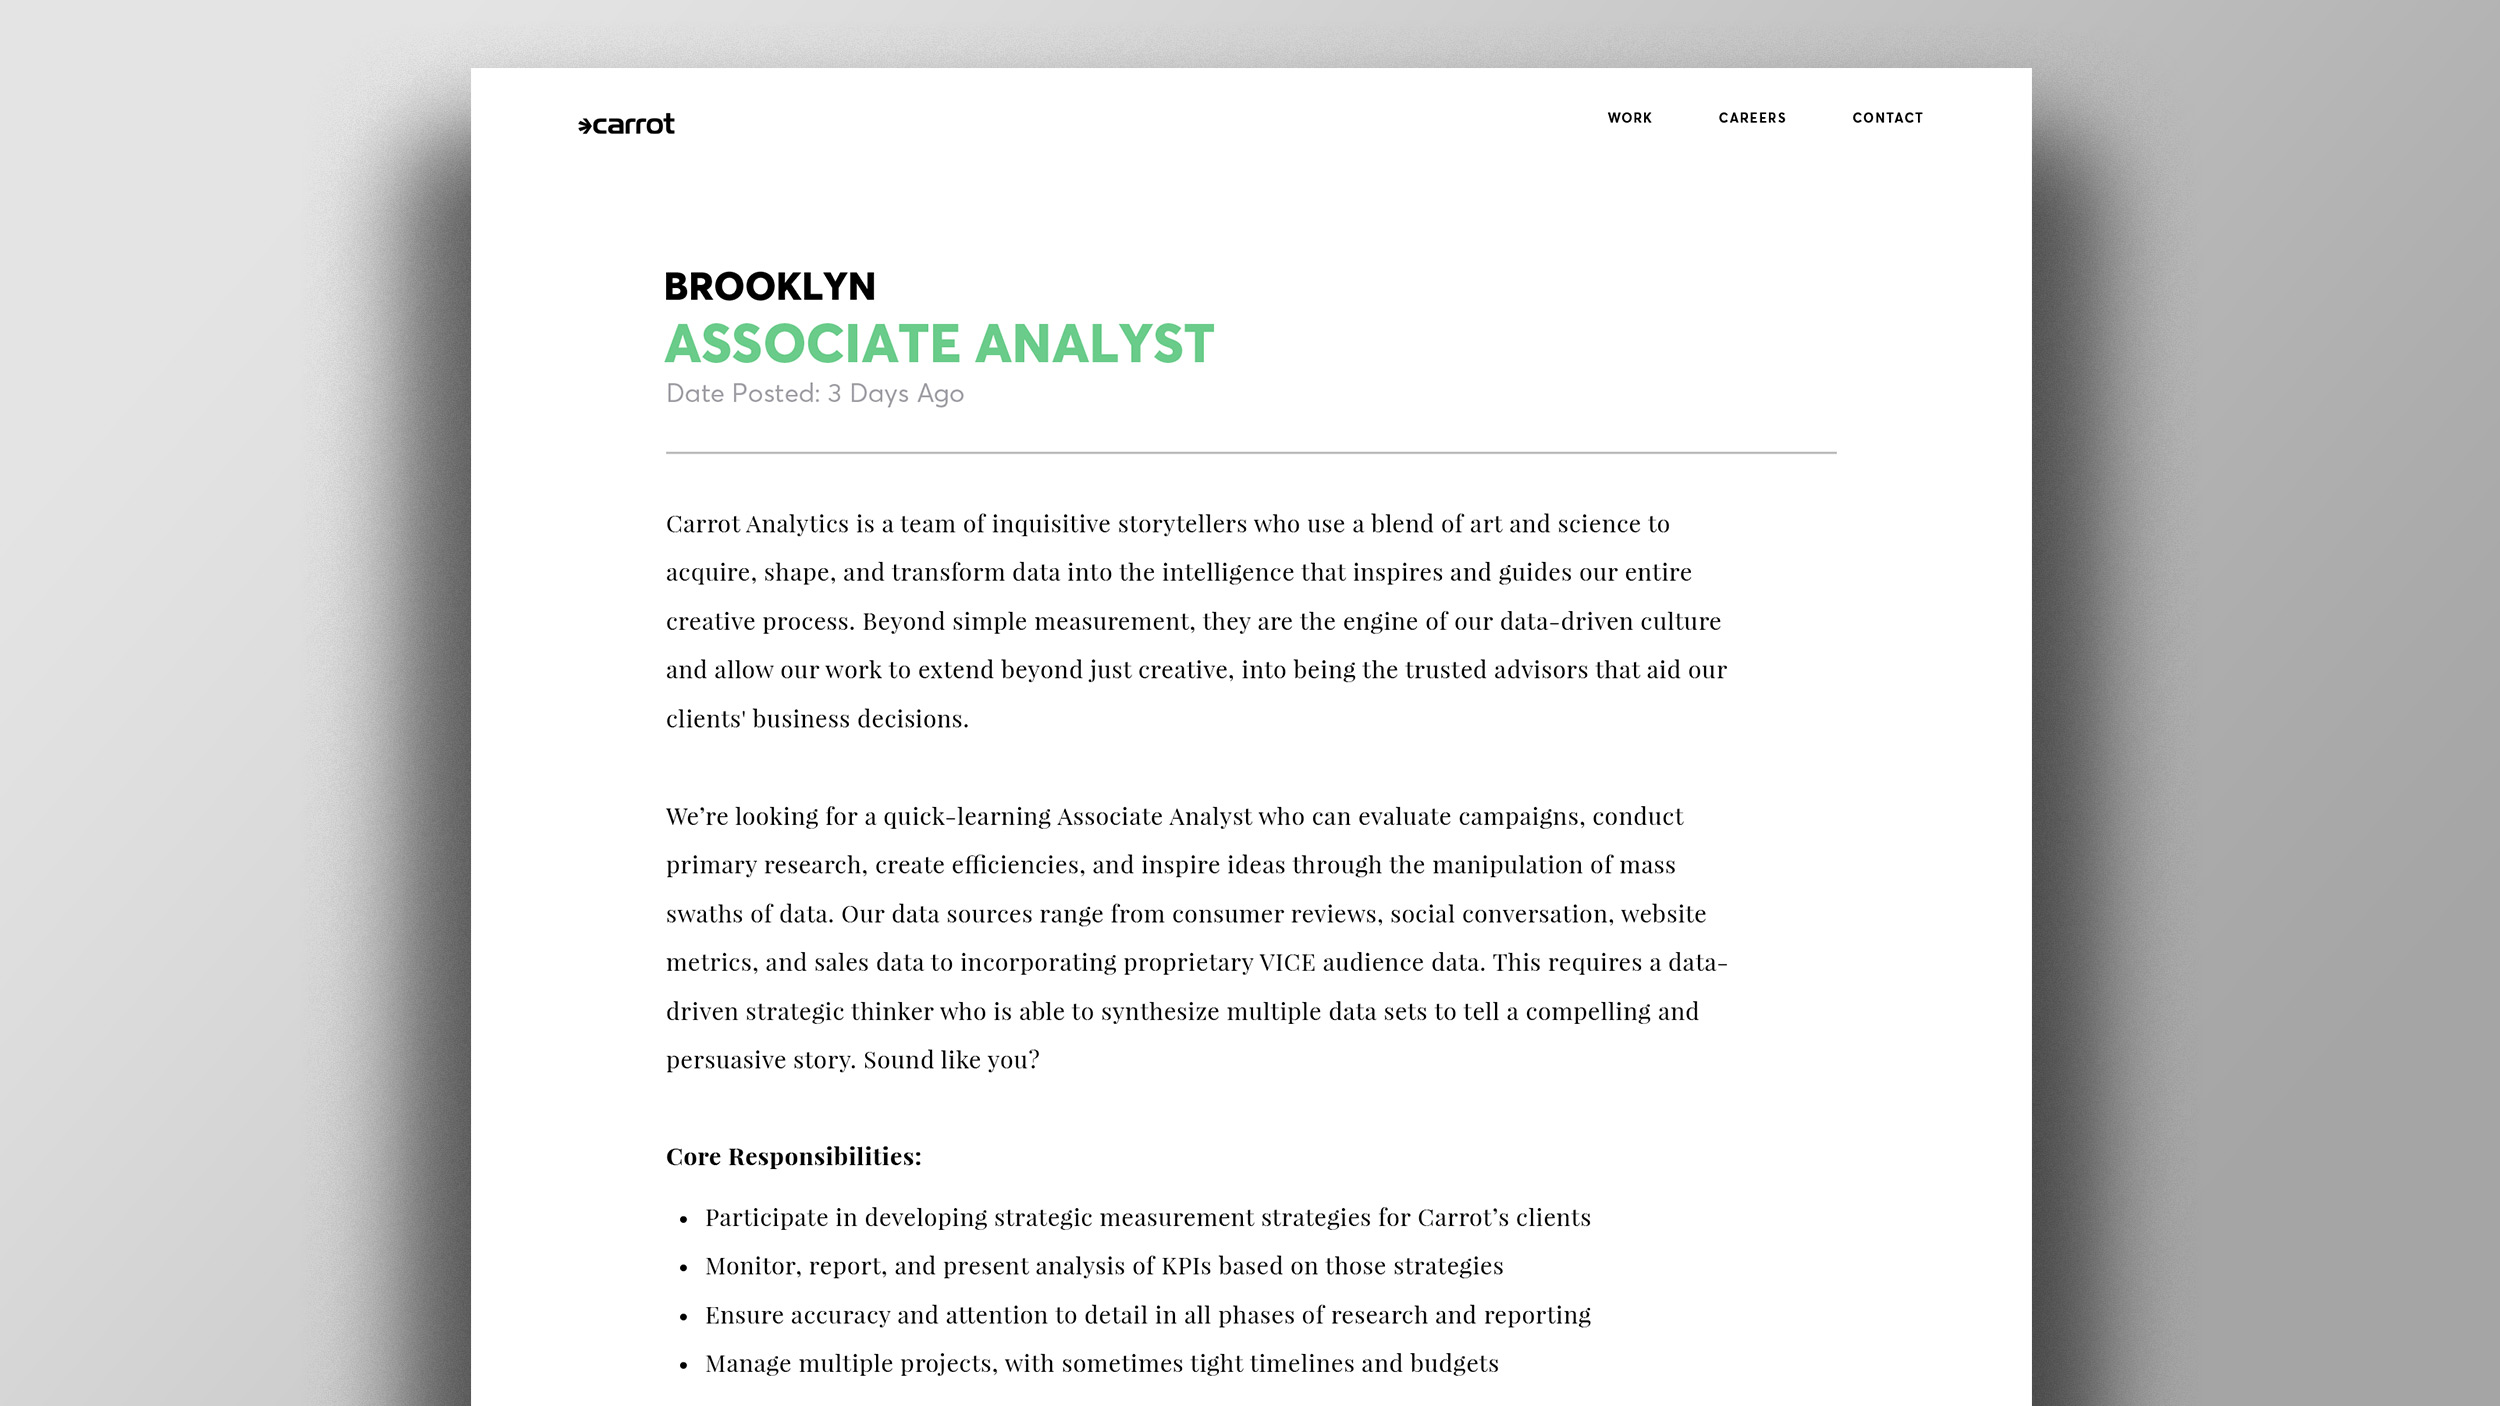 carrot
WORK CAREERS CONTACT
BROOKLYN
ASSOCIATE ANALYST
Date Posted: 3 Days Ago
Carrot Analytics is a team of inquisitive storytellers who use a blend of art and science to
acquire, shape, and transform data into the intelligence that inspires and guides our entire
creative process. Beyond simple measurement, they are the engine of our data-driven culture
and allow our work to extend beyond just creative, into being the trusted advisors that aid our
clients' business decisions.
We’re looking for a quick-learning Associate Analyst who can evaluate campaigns, conduct
primary research, create efficiencies, and inspire ideas through the manipulation of mass
swaths of data. Our data sources range from consumer reviews, social conversation, website
metrics, and sales data to incorporating proprietary VICE audience data. This requires a data-
driven strategic thinker who is able to synthesize multiple data sets to tell a compelling and
persuasive story. Sound like you?
Core Responsibilities:
• Participate in developing strategic measurement strategies for Carrot’s clients
• Monitor, report, and present analysis of KPIs based on those strategies
• Ensure accuracy and attention to detail in all phases of research and reporting
• Manage multiple projects, with sometimes tight timelines and budgets